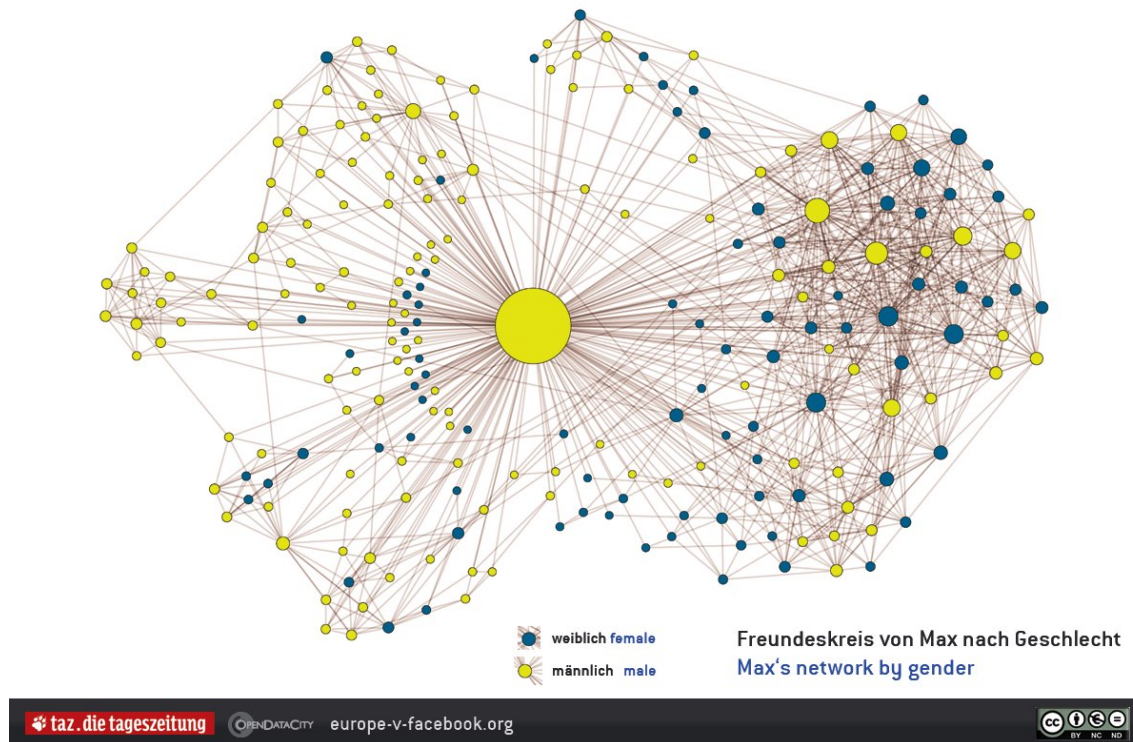 weiblich female
männlich male
Freundeskreis von Max nach Geschlecht
Max's network by gender
taz.die tageszeitung
OPENDATACITY
europe-v-facebook.org
cc
BY NC ND